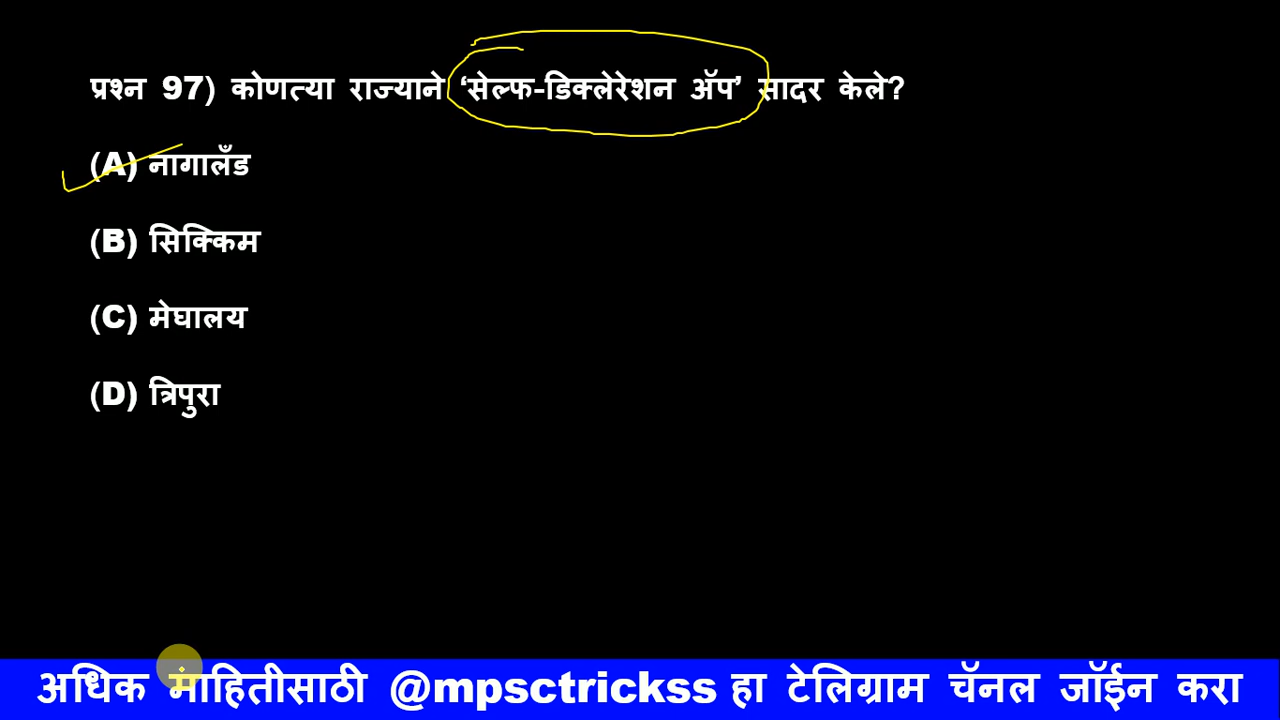 प्रश्न 97) कोणत्या राज्याने ‘सेल्फ-डिक्लेरेशन ॲप’ सादर केले?
(A) नागालँड
(B) सिक्किम
(C) मेघालय
(D) त्रिपुरा
अधिक मंाहितीसाठी @mpsctrickss हा टेलिग्राम चॅनल जॉईन करा